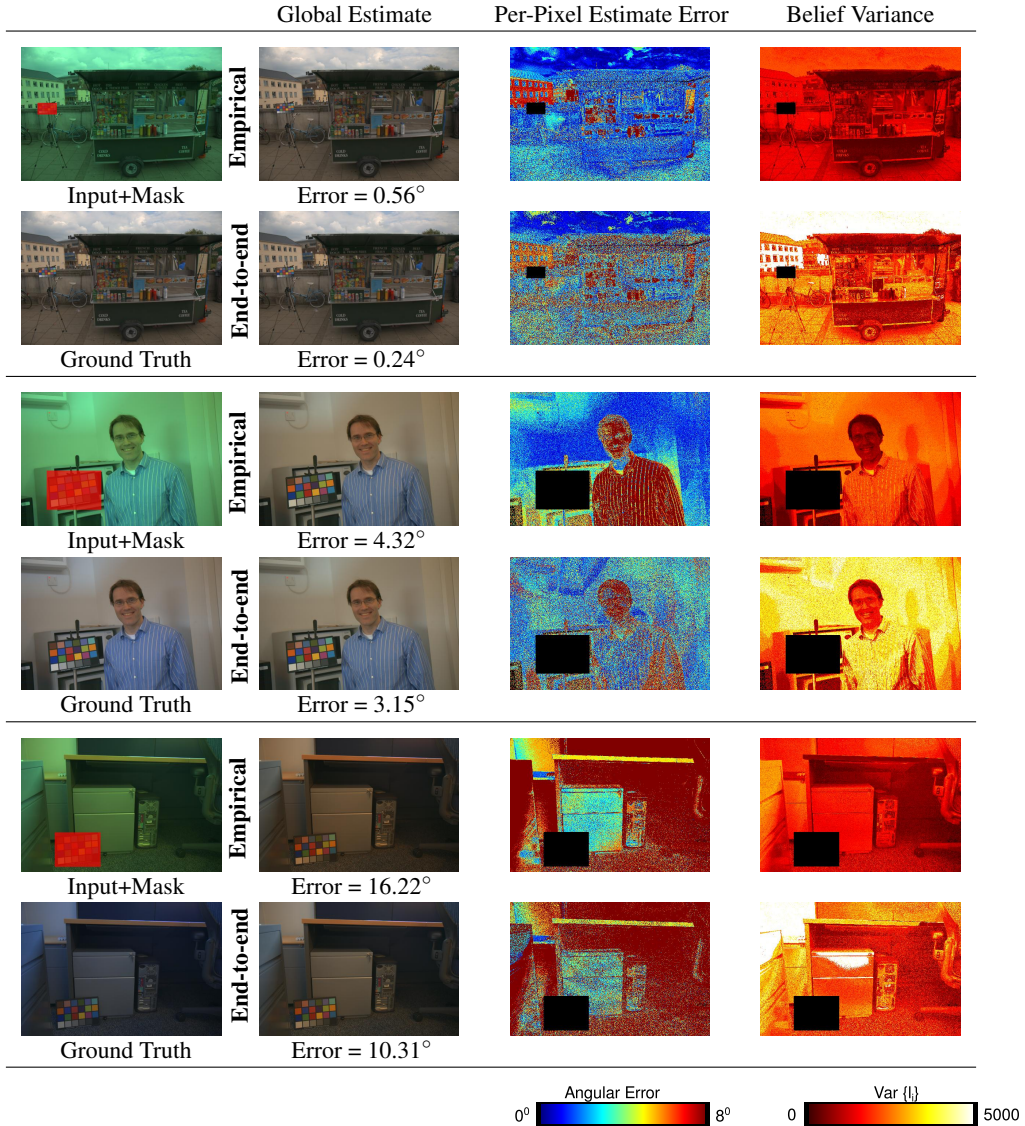 Global Estimate Per-Pixel Estimate Error Belief Variance
Empirical
Input+Mask Error = 0.56°
End-to-end
Ground Truth Error = 0.24°
Empirical
Input+Mask Error = 4.32°
End-to-end
Ground Truth Error = 3.15°
Empirical
Input+Mask Error = 16.22°
End-to-end
Ground Truth Error = 10.31°
Angular Error Var {l_i}
0⁰ 8⁰ 0 5000